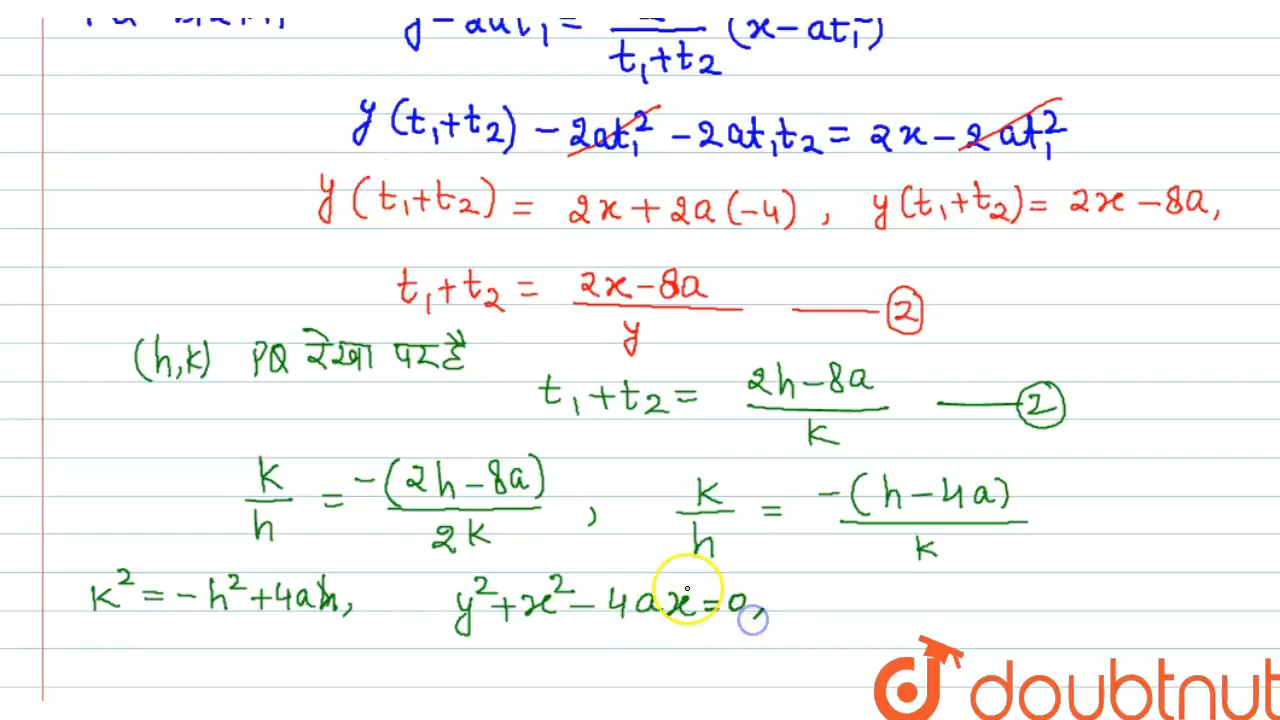 y - 2at₁ = 2/(t₁+t₂) (x - at₁²)
y (t₁+t₂) - 2at₁² - 2at₁t₂ = 2x - 2at₁²
y (t₁+t₂) = 2x + 2a(-4) , y(t₁+t₂) = 2x - 8a,
t₁+t₂ = (2x-8a)/y —— ②
(h,k) PQ रेखा पर है
t₁+t₂ = (2h-8a)/k —— ②
k/h = -(2h-8a)/2k , k/h = -(h-4a)/k
k² = -h²+4ah, y²+x²-4ax=0,
doubtnut